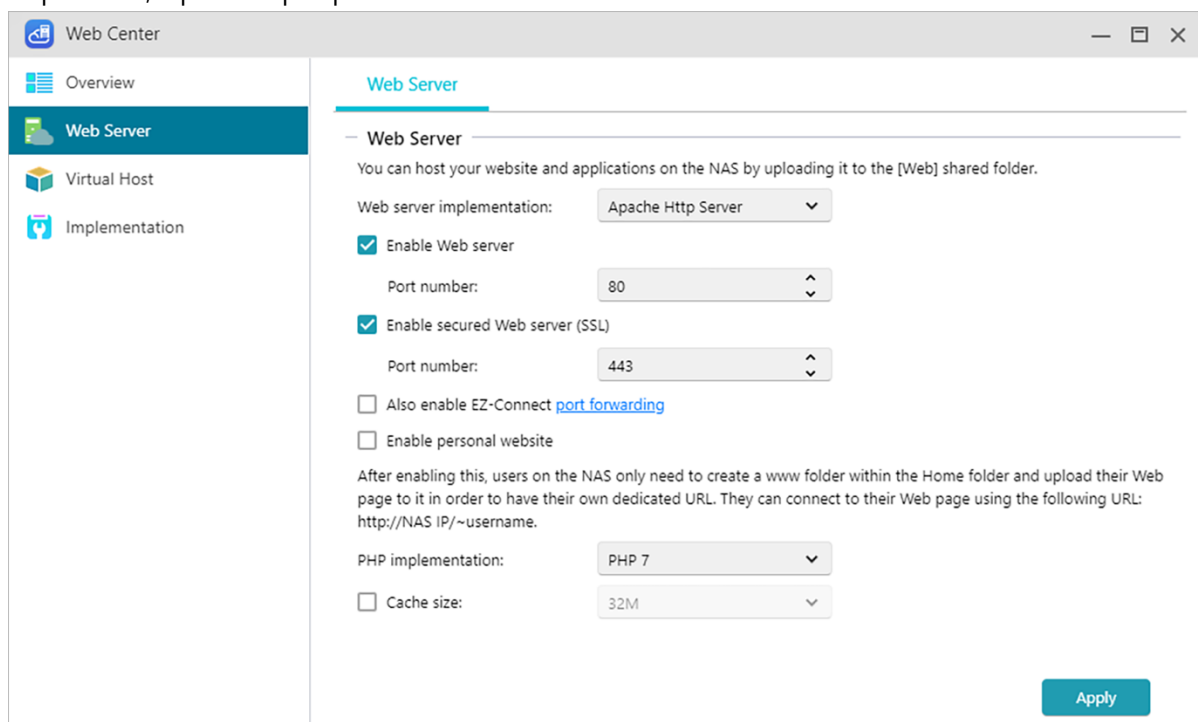 Web Center
Overview
Web Server
Virtual Host
Implementation
Web Server
Web Server
You can host your website and applications on the NAS by uploading it to the [Web] shared folder.
Web server implementation: Apache Http Server
Enable Web server
Port number: 80
Enable secured Web server (SSL)
Port number: 443
Also enable EZ-Connect port forwarding
Enable personal website
After enabling this, users on the NAS only need to create a www folder within the Home folder and upload their Web
page to it in order to have their own dedicated URL. They can connect to their Web page using the following URL:
http://NAS IP/~username.
PHP implementation: PHP 7
Cache size: 32M
Apply